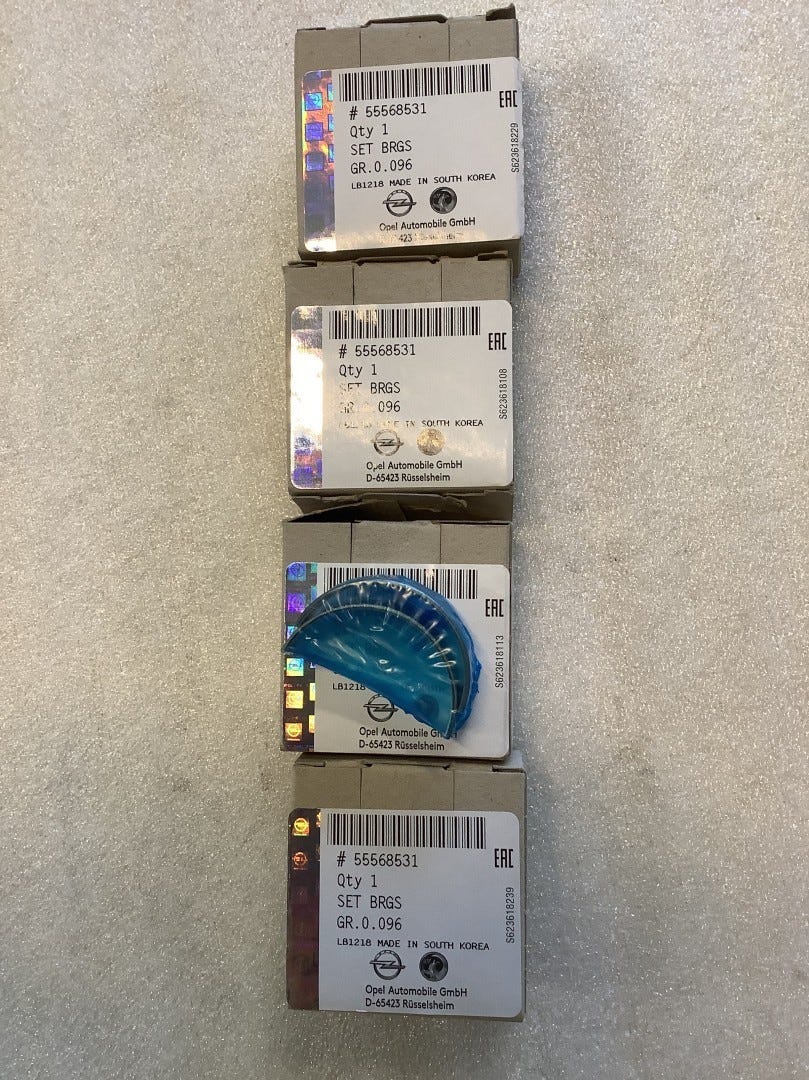 # 55568531
EAC
Qty 1
SET BRGS
GR.0.096
LB1218 MADE IN SOUTH KOREA
Opel Automobile GmbH
S623618229
# 55568531
EAC
Qty 1
SET BRGS
096
IN SOUTH KOREA
Opel Automobile GmbH
D-65423 Rüsselsheim
S623618108
EAC
LB1218
Opel Automobile
D-65423 Rüsselsheim
S623618113
# 55568531
EAC
Qty 1
SET BRGS
GR.0.096
LB1218 MADE IN SOUTH KOREA
Opel Automobile GmbH
D-65423 Rüsselsheim
S623618239